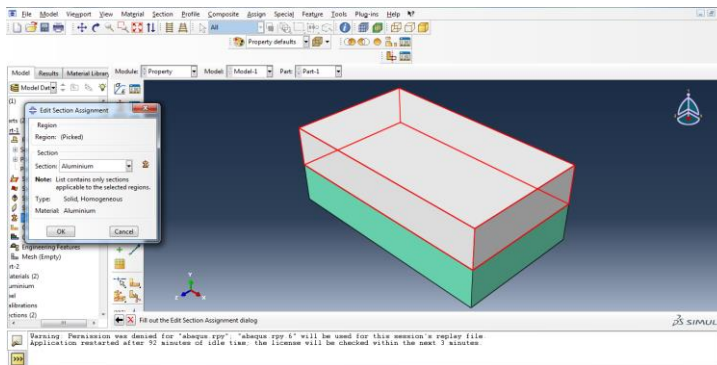 File Model Viewport View Material Section Profile Composite Assign Special Feature Tools Plug-ins Help
All
Property defaults
Model Results Material Library Module: Property Model: Model-1 Part: Part-1
Edit Section Assignment
Region
Region: (Picked)
Section
Section: Aluminium
Note: List contains only sections
applicable to the selected regions.
Type: Solid, Homogeneous
Material: Aluminium
OK Cancel
Engineering Features
Mesh (Empty)
rt-2
aterials (2)
uminium
eel
alibrations
ections (2)
Y
Z X
Fill out the Edit Section Assignment dialog
SIMUL
Warning: Permission was denied for "abaqus.rpy"; "abaqus.rpy.6" will be used for this session's replay file.
Application restarted after 92 minutes of idle time; the license will be checked within the next 3 minutes.
>>>